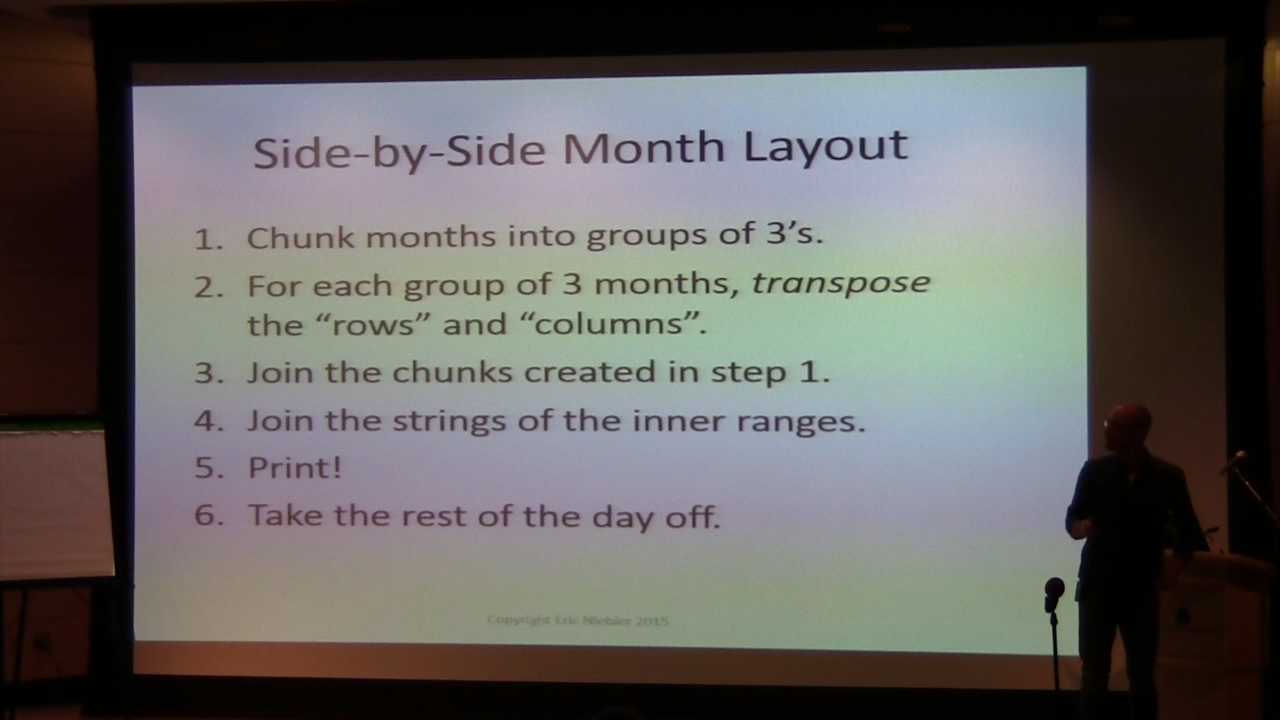 Side-by-Side Month Layout
1. Chunk months into groups of 3's.
2. For each group of 3 months, transpose
the “rows” and “columns”.
3. Join the chunks created in step 1.
4. Join the strings of the inner ranges.
5. Print!
6. Take the rest of the day off.
Copyright Eric Niebler 2015